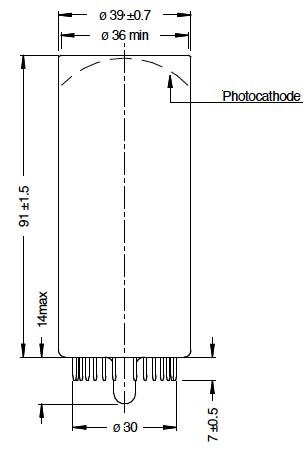 ø 39 ±0.7
ø 36 min
Photocathode
91 ±1.5
14max
ø 30
7 ±0.5